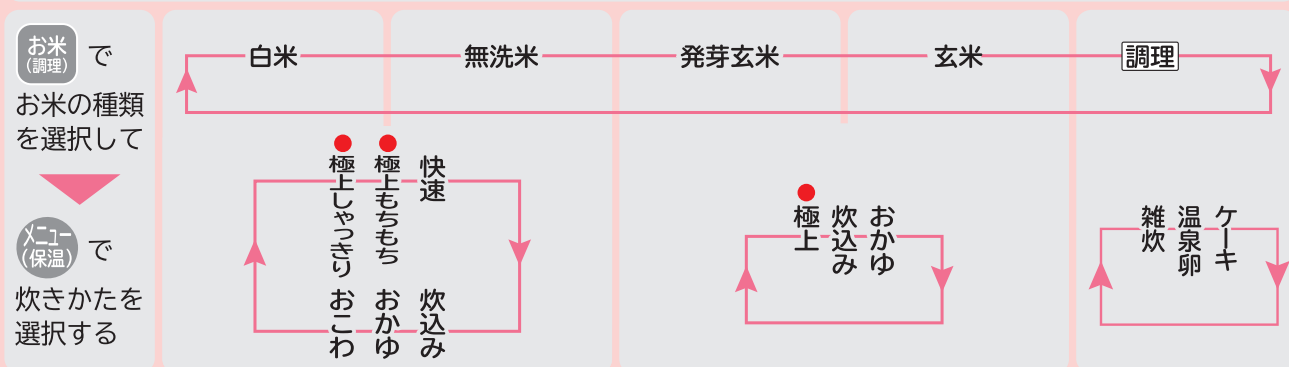 お米
(調理)
で
お米の種類
を選択して
メニュー
(保温)
で
炊きかたを
選択する
白米
無洗米
発芽玄米
玄米
調理
極上しゃっきり
極上もちもち
快速
おこわ
おかゆ
炊込み
極上
炊込み
おかゆ
雑炊
温泉卵
ケーキ